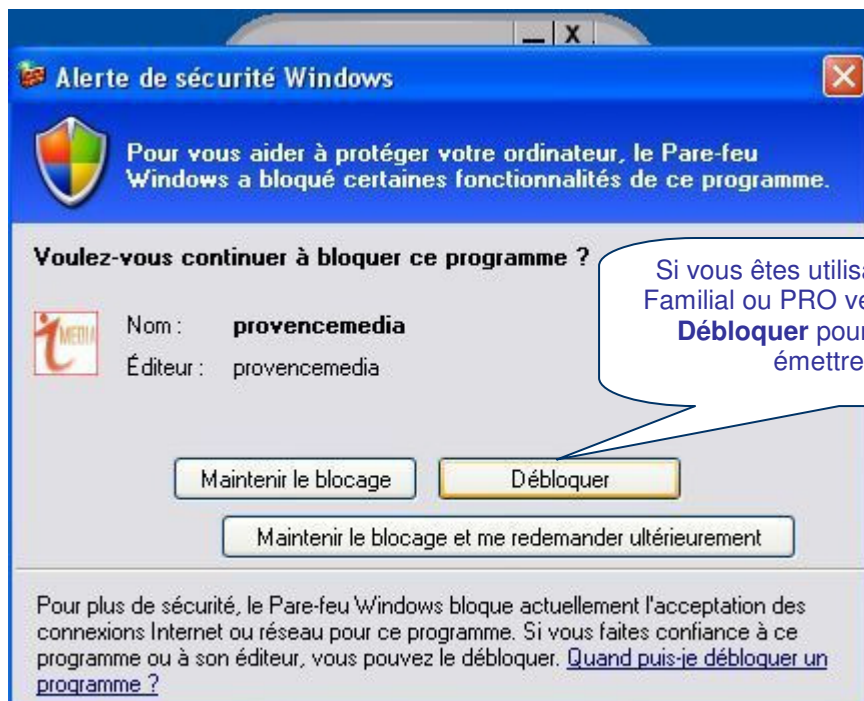 _ X
Alerte de sécurité Windows
Pour vous aider à protéger votre ordinateur, le Pare-feu
Windows a bloqué certaines fonctionnalités de ce programme.
Voulez-vous continuer à bloquer ce programme ?
Si vous êtes
Familial ou PRO
Débloquer pour
émettre
i MEDIA
Nom : provencemedia
Éditeur : provencemedia
Maintenir le blocage Débloquer
Maintenir le blocage et me redemander ultérieurement
Pour plus de sécurité, le Pare-feu Windows bloque actuellement l'acceptation des
connexions Internet ou réseau pour ce programme. Si vous faites confiance à ce
programme ou à son éditeur, vous pouvez le débloquer. Quand puis-je débloquer un
programme ?